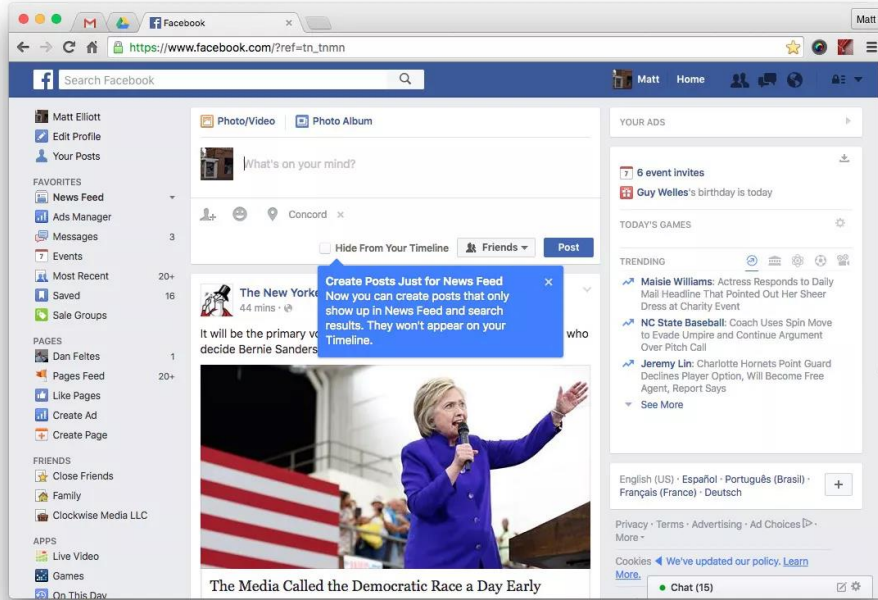 Facebook
Matt
https://www.facebook.com/?ref=tn_tnmn
Search Facebook
Matt
Home
Matt Elliott
Edit Profile
Your Posts
FAVORITES
News Feed
Ads Manager
Messages 3
7 Events
Most Recent 20+
Saved 16
Sale Groups
PAGES
Dan Feltes 1
Pages Feed 20+
Like Pages
Create Ad
Create Page
FRIENDS
Close Friends
Family
Clockwise Media LLC
APPS
Live Video
Games
On This Day
Photo/Video
Photo Album
What's on your mind?
Concord
Hide From Your Timeline
Friends
Post
Create Posts Just for News Feed
Now you can create posts that only
show up in News Feed and search
results. They won't appear on your
Timeline.
The New Yorke
44 mins ·
It will be the primary vo who
decide Bernie Sanders
The Media Called the Democratic Race a Day Early
YOUR ADS
7 6 event invites
Guy Welles's birthday is today
TODAY'S GAMES
TRENDING
Maisie Williams: Actress Responds to Daily
Mail Headline That Pointed Out Her Sheer
Dress at Charity Event
NC State Baseball: Coach Uses Spin Move
to Evade Umpire and Continue Argument
Over Pitch Call
Jeremy Lin: Charlotte Hornets Point Guard
Declines Player Option, Will Become Free
Agent, Report Says
See More
English (US) · Español · Português (Brasil) ·
Français (France) · Deutsch
Privacy · Terms · Advertising · Ad Choices ·
More
Cookies We've updated our policy. Learn
More.
Chat (15)